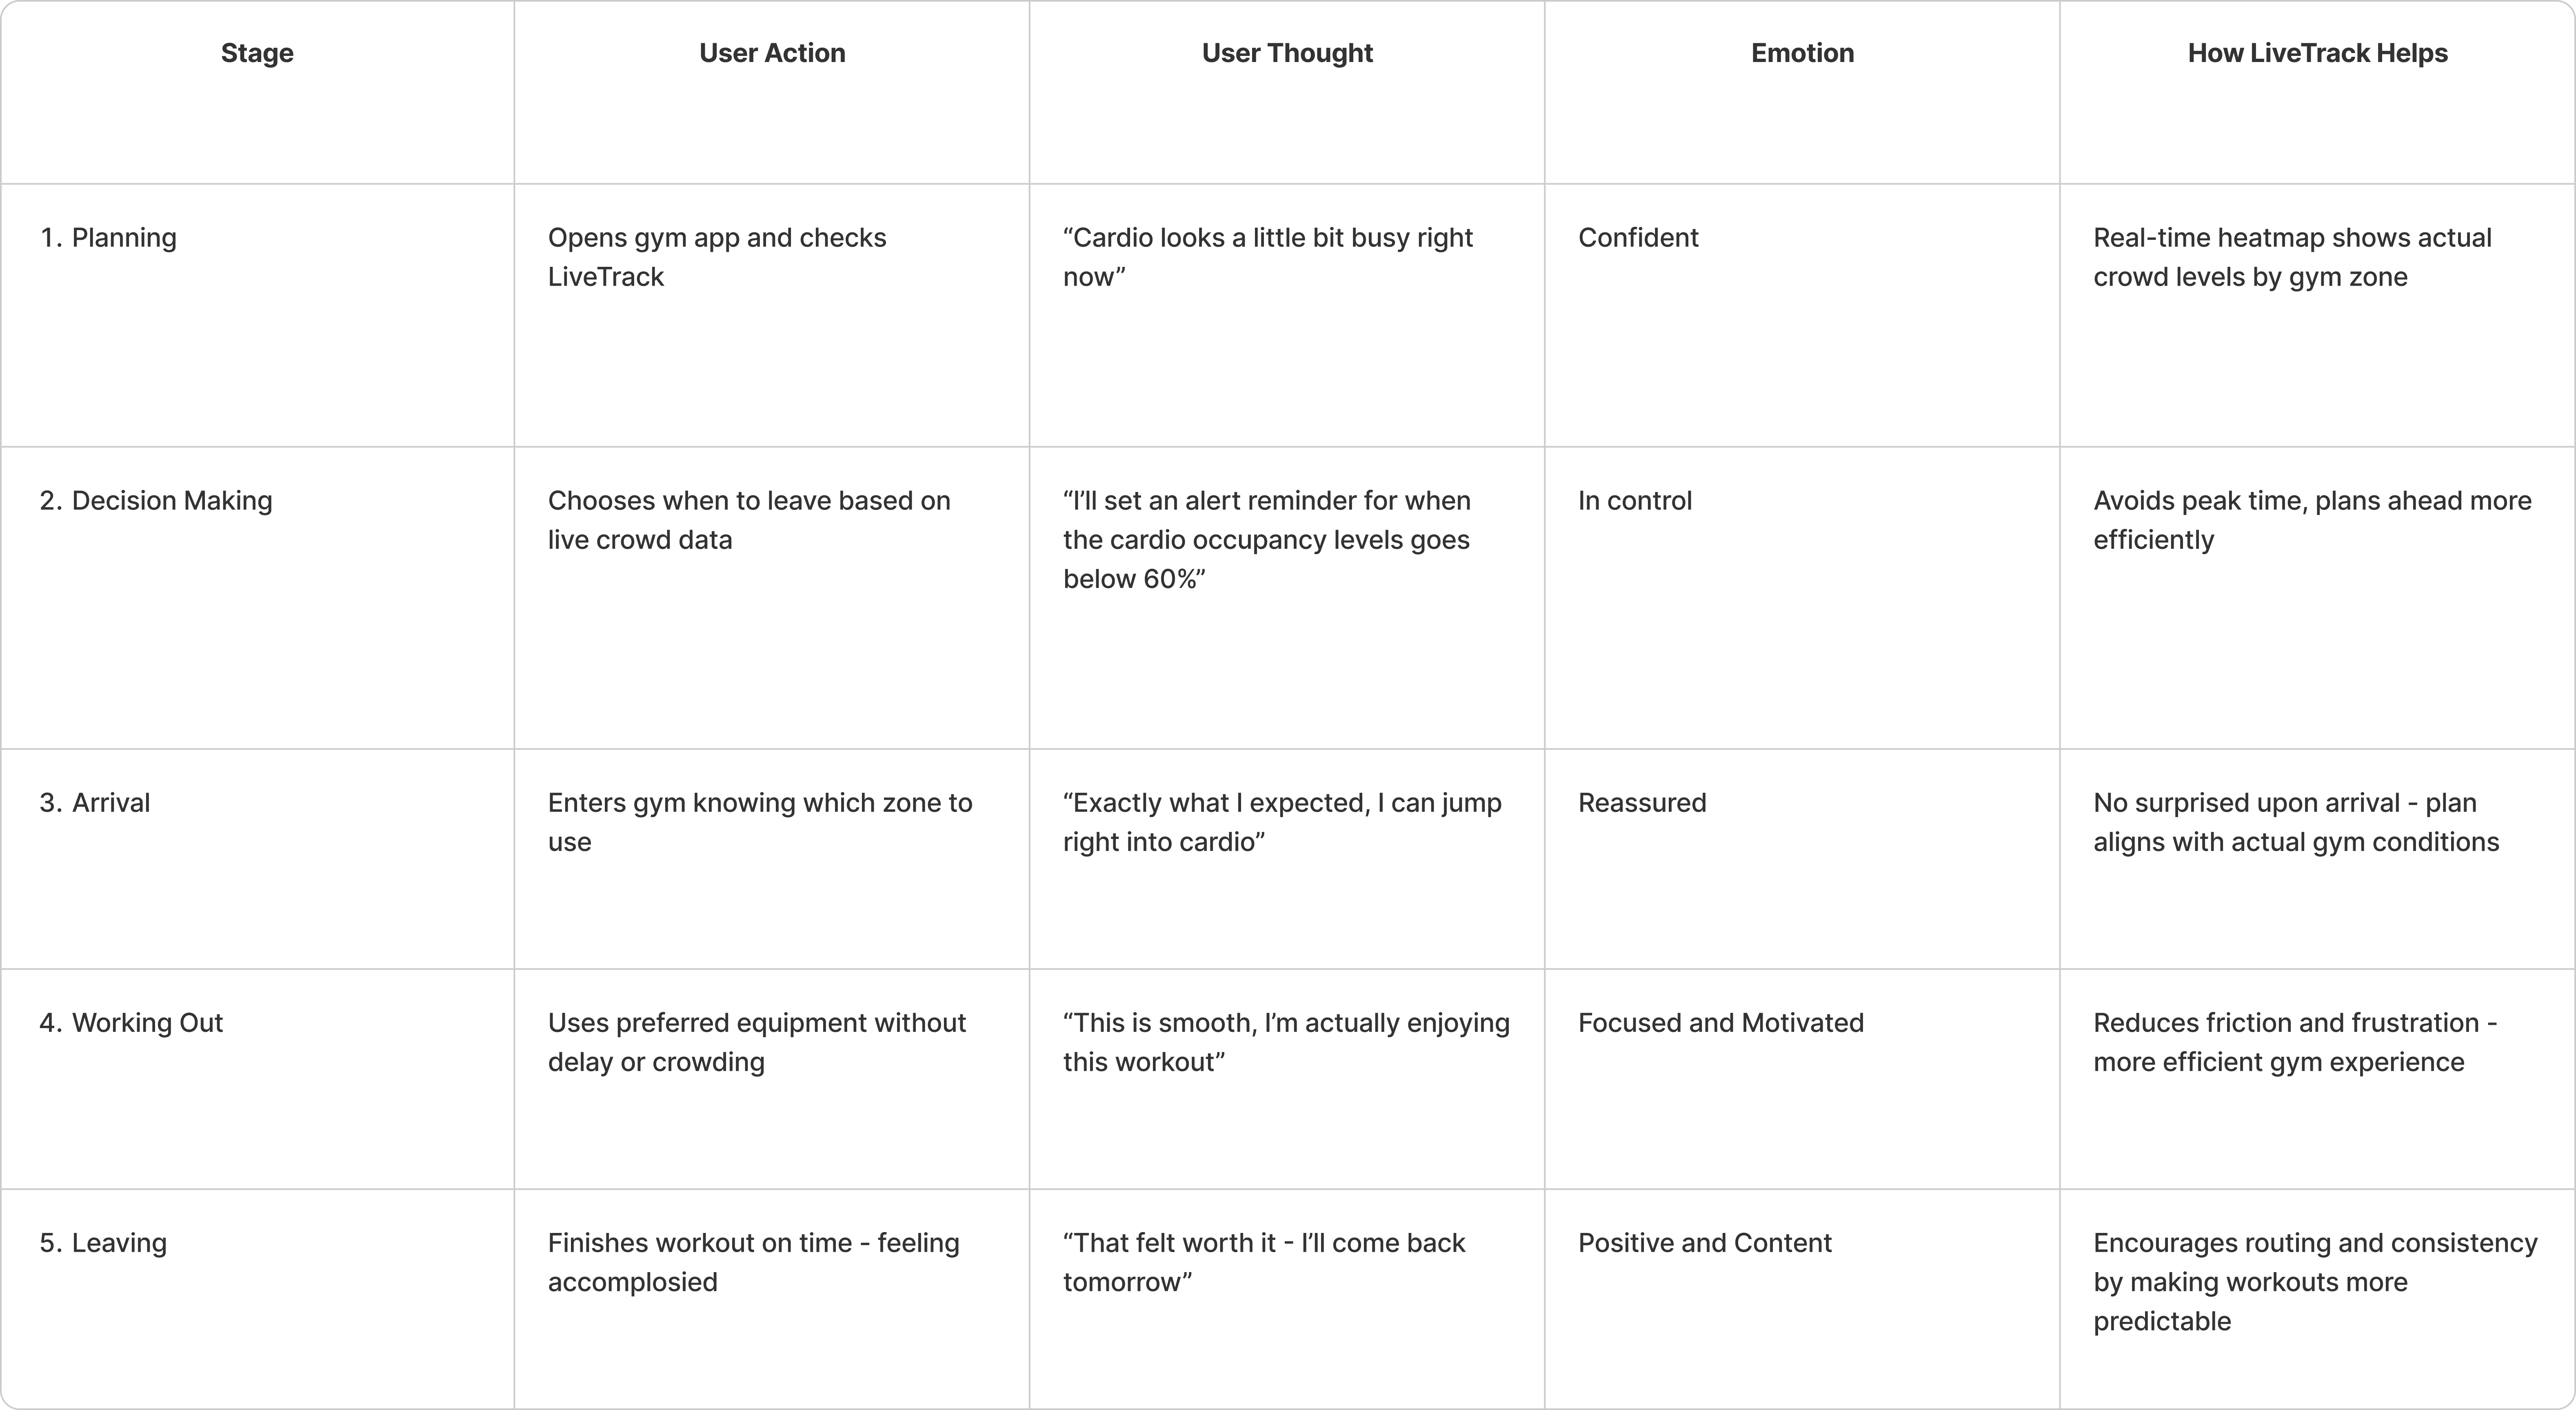 Stage
User Action
User Thought
Emotion
How LiveTrack Helps
1. Planning
Opens gym app and checks
LiveTrack
“Cardio looks a little bit busy right
now”
Confident
Real-time heatmap shows actual
crowd levels by gym zone
2. Decision Making
Chooses when to leave based on
live crowd data
“I’ll set an alert reminder for when
the cardio occupancy levels goes
below 60%”
In control
Avoids peak time, plans ahead more
efficiently
3. Arrival
Enters gym knowing which zone to
use
“Exactly what I expected, I can jump
right into cardio”
Reassured
No surprised upon arrival - plan
aligns with actual gym conditions
4. Working Out
Uses preferred equipment without
delay or crowding
“This is smooth, I’m actually enjoying
this workout”
Focused and Motivated
Reduces friction and frustration -
more efficient gym experience
5. Leaving
Finishes workout on time - feeling
accomplosied
“That felt worth it - I’ll come back
tomorrow”
Positive and Content
Encourages routing and consistency
by making workouts more
predictable